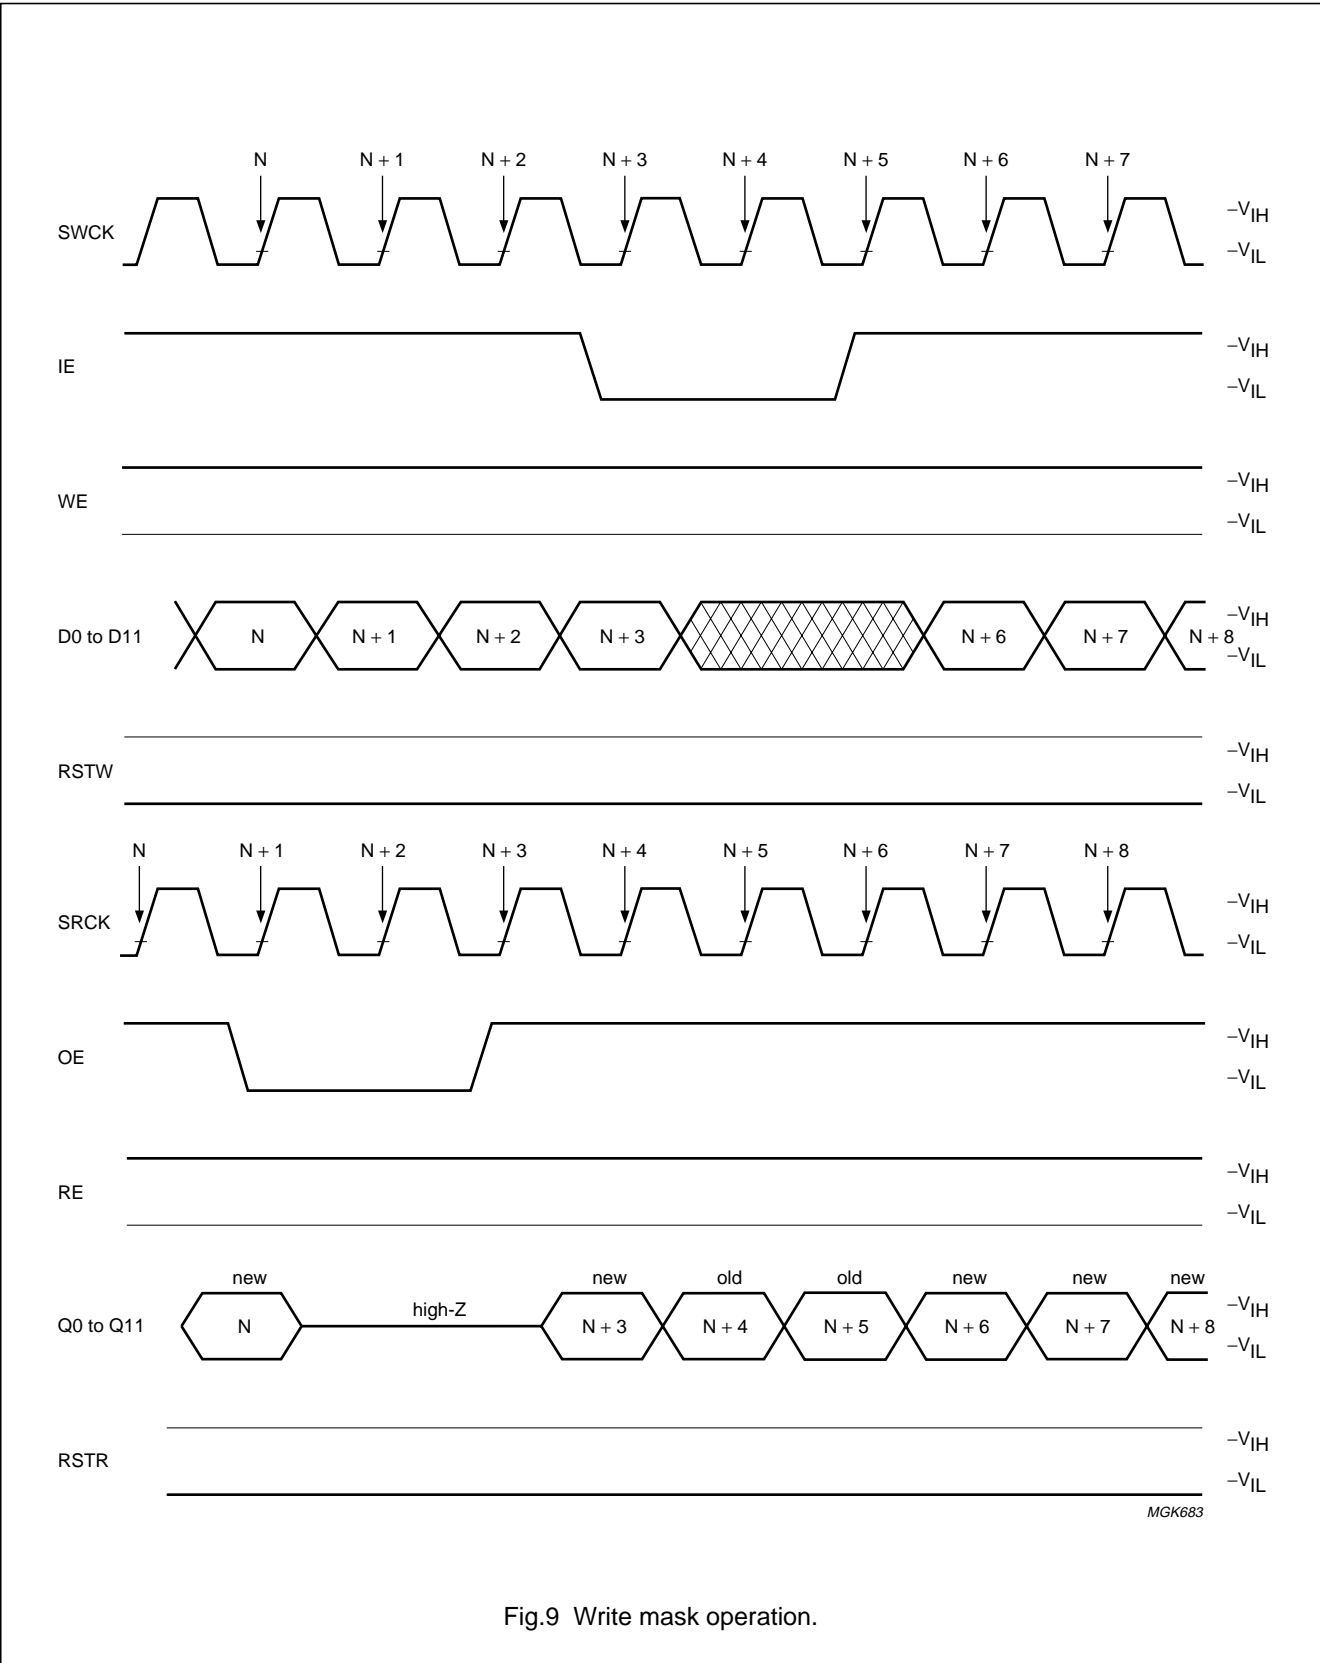 N N + 1 N + 2 N + 3 N + 4 N + 5 N + 6 N + 7
SWCK
–VIH
–VIL
IE
–VIH
–VIL
WE
–VIH
–VIL
D0 to D11 N N + 1 N + 2 N + 3 N + 6 N + 7 N + 8
–VIH
–VIL
RSTW
–VIH
–VIL
N N + 1 N + 2 N + 3 N + 4 N + 5 N + 6 N + 7 N + 8
SRCK
–VIH
–VIL
OE
–VIH
–VIL
RE
–VIH
–VIL
new new old old new new new
high-Z
Q0 to Q11 N N + 3 N + 4 N + 5 N + 6 N + 7 N + 8
–VIH
–VIL
RSTR
–VIH
–VIL
MGK683
Fig.9 Write mask operation.